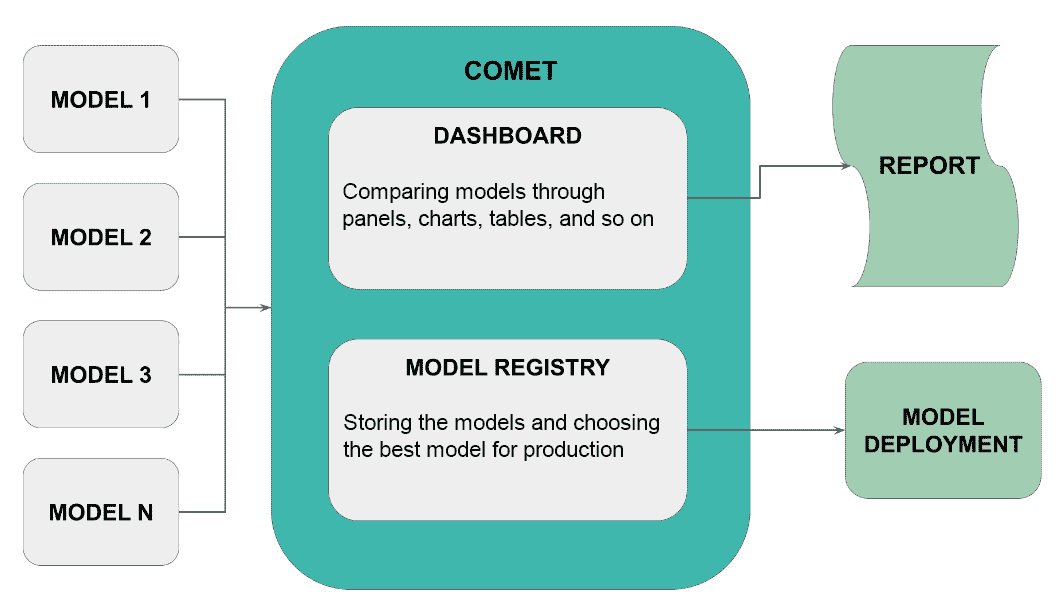 MODEL 1
MODEL 2
MODEL 3
MODEL N
COMET
DASHBOARD
Comparing models through
panels, charts, tables, and so on
MODEL REGISTRY
Storing the models and choosing
the best model for production
REPORT
MODEL
DEPLOYMENT